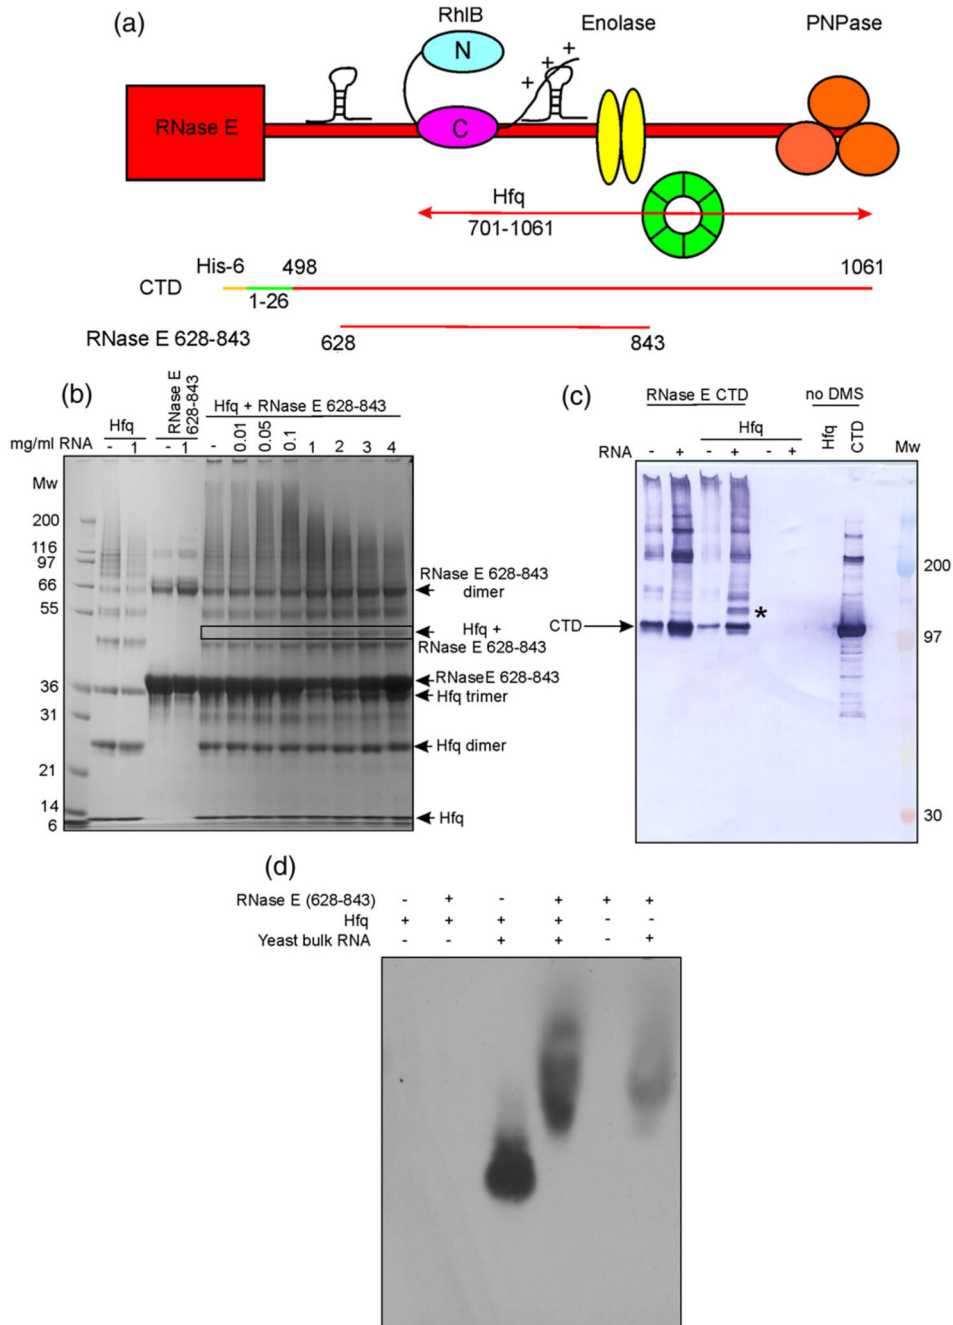 (a)
RhlB
Enolase
PNPase
N
RNase E
C
Hfq
701-1061
His-6
498
1061
CTD
1-26
RNase E 628-843
628
843
(b)
Hfq
RNase E
628-843
Hfq + RNase E 628-843
mg/ml RNA
- 1 - 1 - 0.01 0.05 0.1 1 2 3 4
Mw
200
116
97
66
55
36
31
21
14
6
RNase E 628-843
dimer
Hfq +
RNase E 628-843
RNaseE 628-843
Hfq trimer
Hfq dimer
Hfq
(c)
RNase E CTD
no DMS
Hfq
Hfq
CTD
Mw
RNA
- + - + - +
CTD
*
200
97
30
(d)
RNase E (628-843) - + - + + +
Hfq + + + + - -
Yeast bulk RNA - - + + - +
+ + +